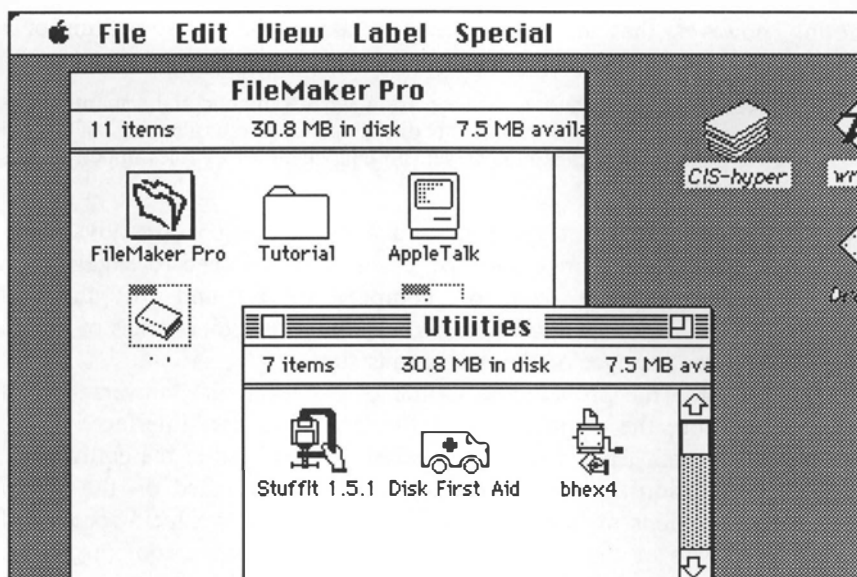 File Edit View Label Special
FileMaker Pro
11 items 30.8 MB in disk 7.5 MB availa
CIS-hyper wr
FileMaker Pro Tutorial AppleTalk
Utilities
7 items 30.8 MB in disk 7.5 MB ava
StuffIt 1.5.1 Disk First Aid bhex4